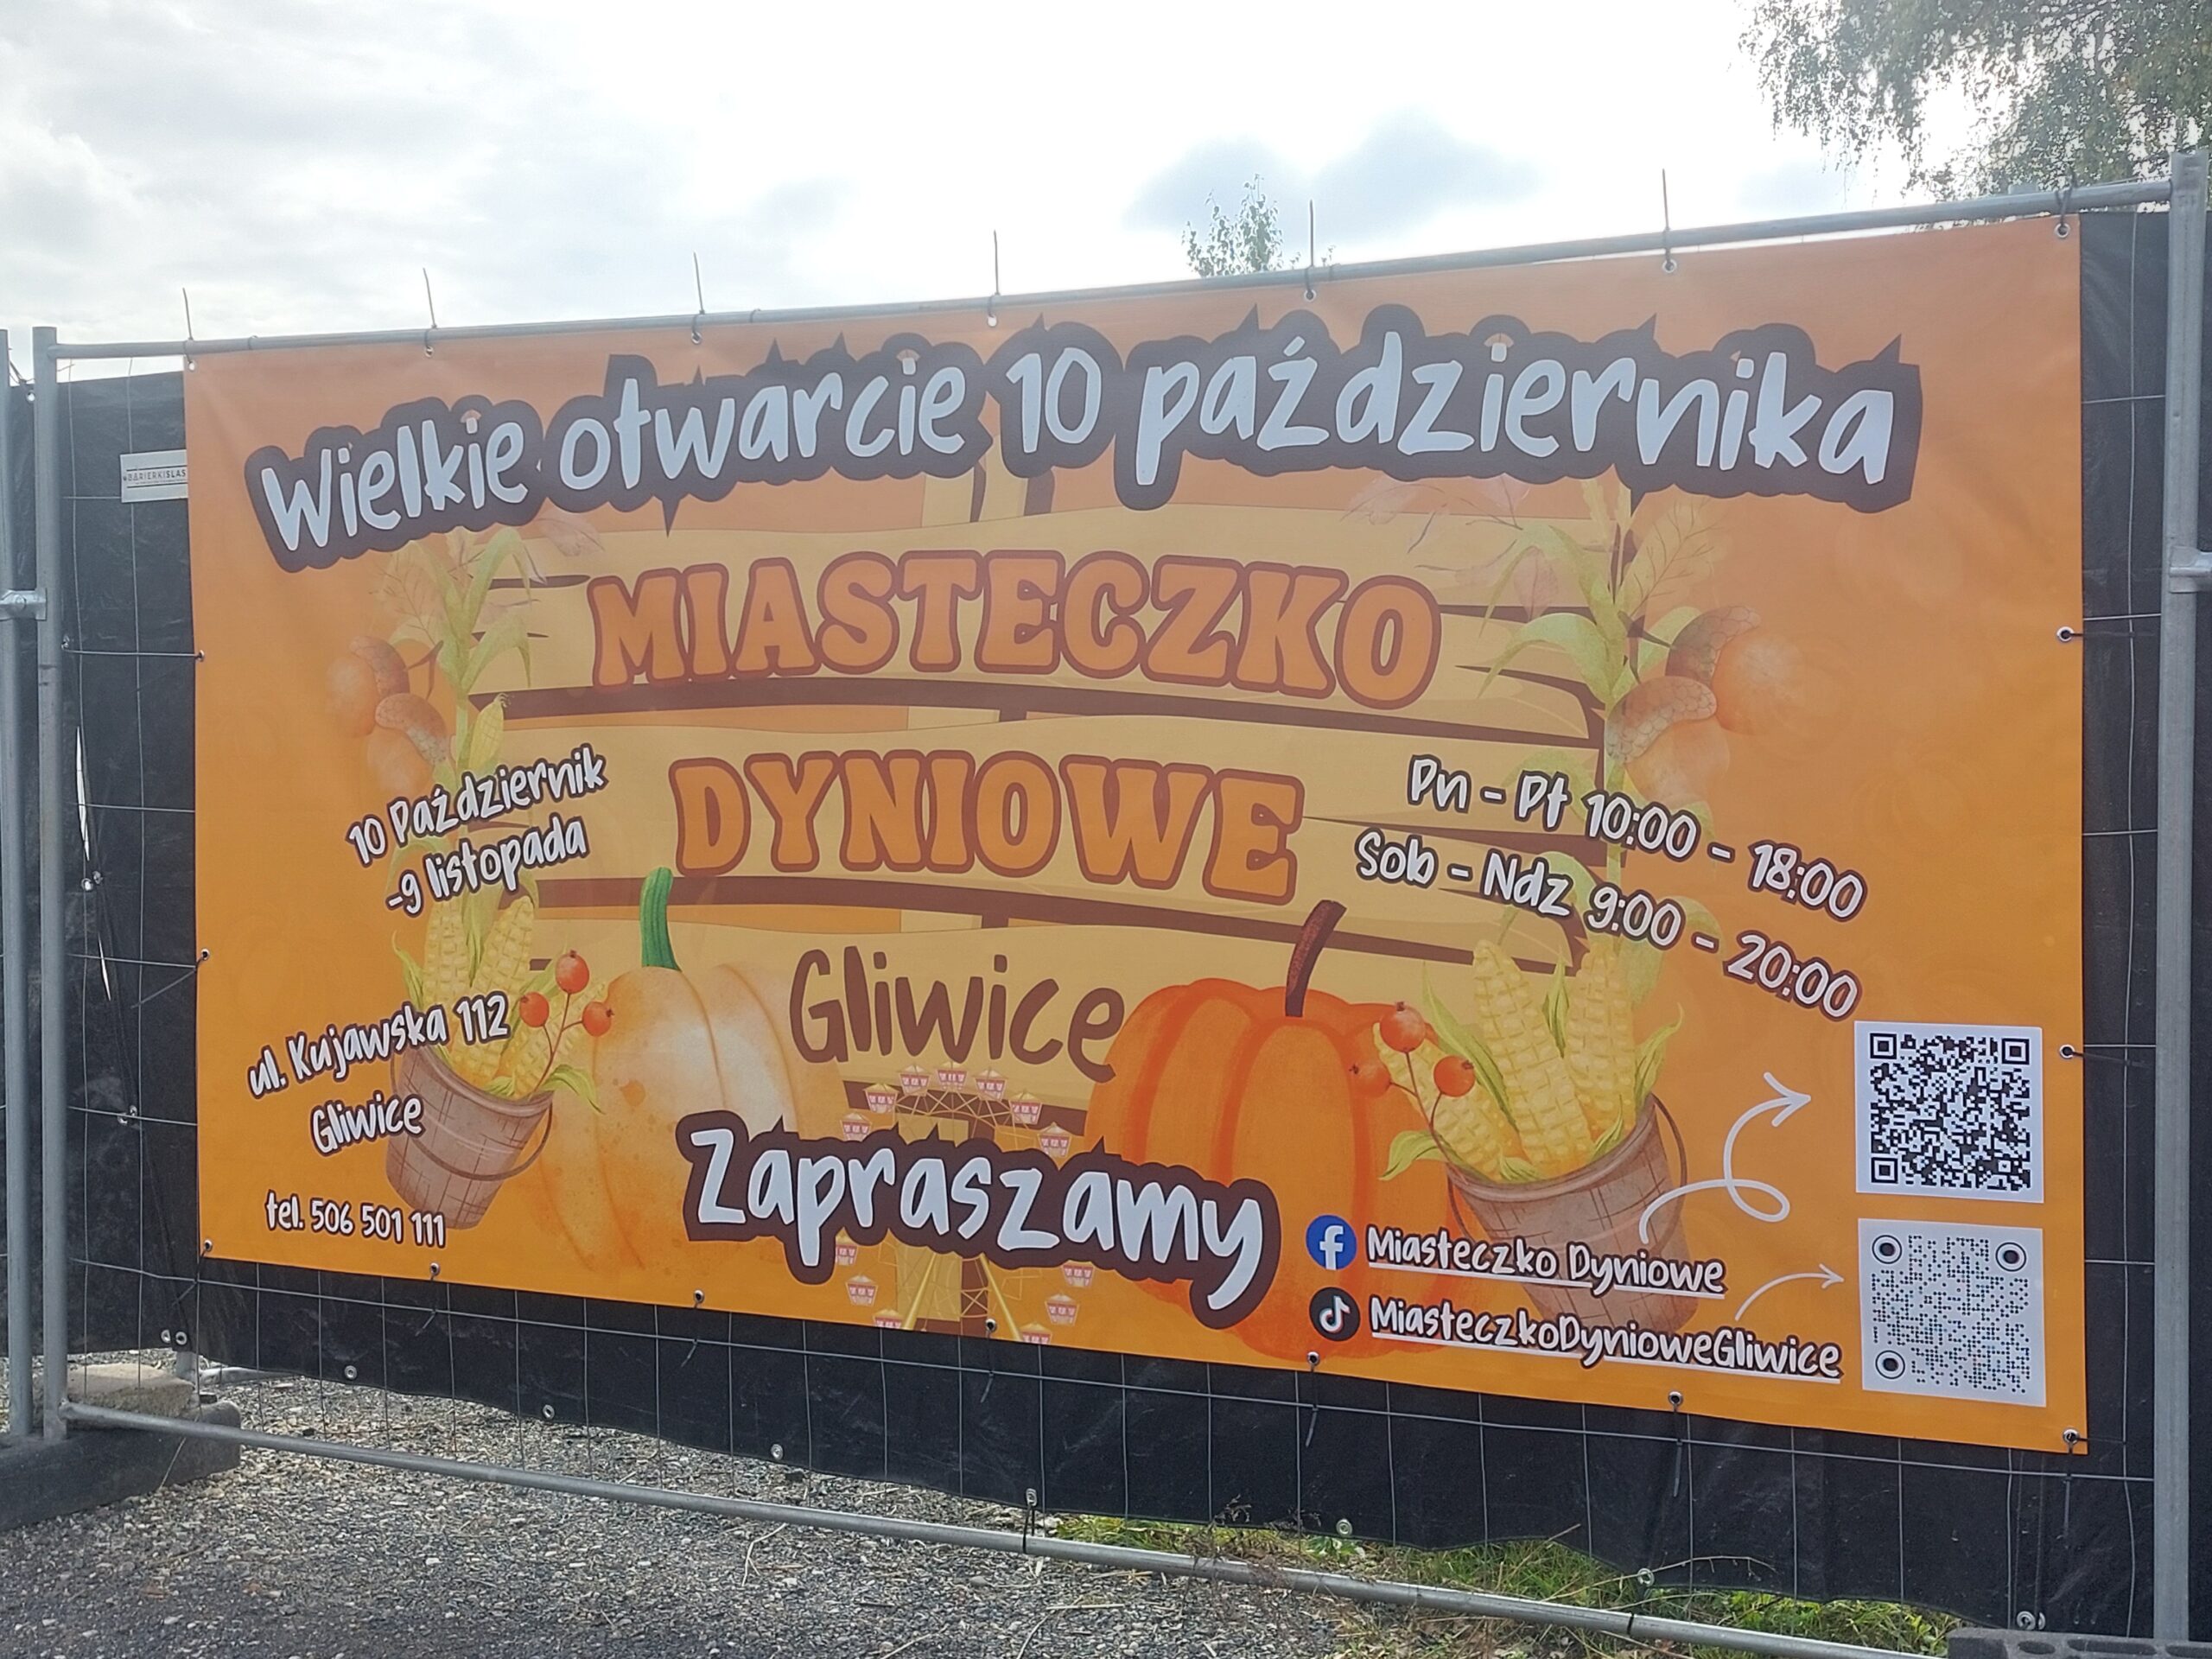 Wielkie otwarcie 10 października
BARIERKISLAS
MIASTECZKO
DYNIOWE
Gliwice
10 Październik
-9 listopada
Pn - Pt 10:00 - 18:00
Sob - Ndz 9:00 - 20:00
ul. Kujawska 112
Gliwice
tel. 506 501 111
Zapraszamy
Miasteczko Dyniowe
MiasteczkoDynioweGliwice